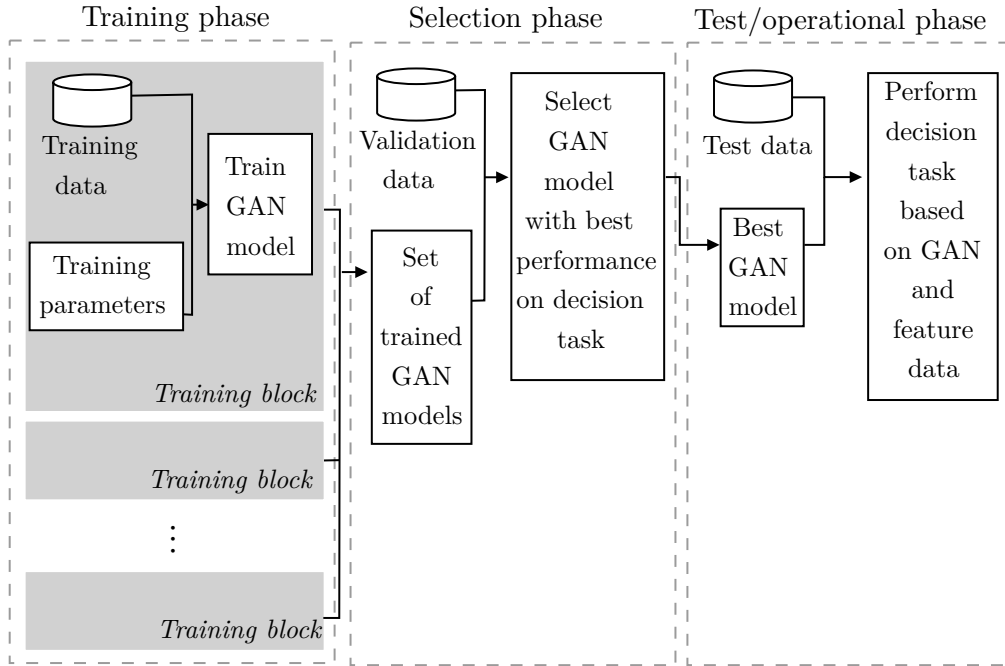 Training phase
Training
data
Training
parameters
Train
GAN
model
Training block
Training block
⋮
Training block
Selection phase
Validation
data
Set
of
trained
GAN
models
Select
GAN
model
with best
performance
on decision
task
Test/operational phase
Test data
Best
GAN
model
Perform
decision
task
based
on GAN
and
feature
data